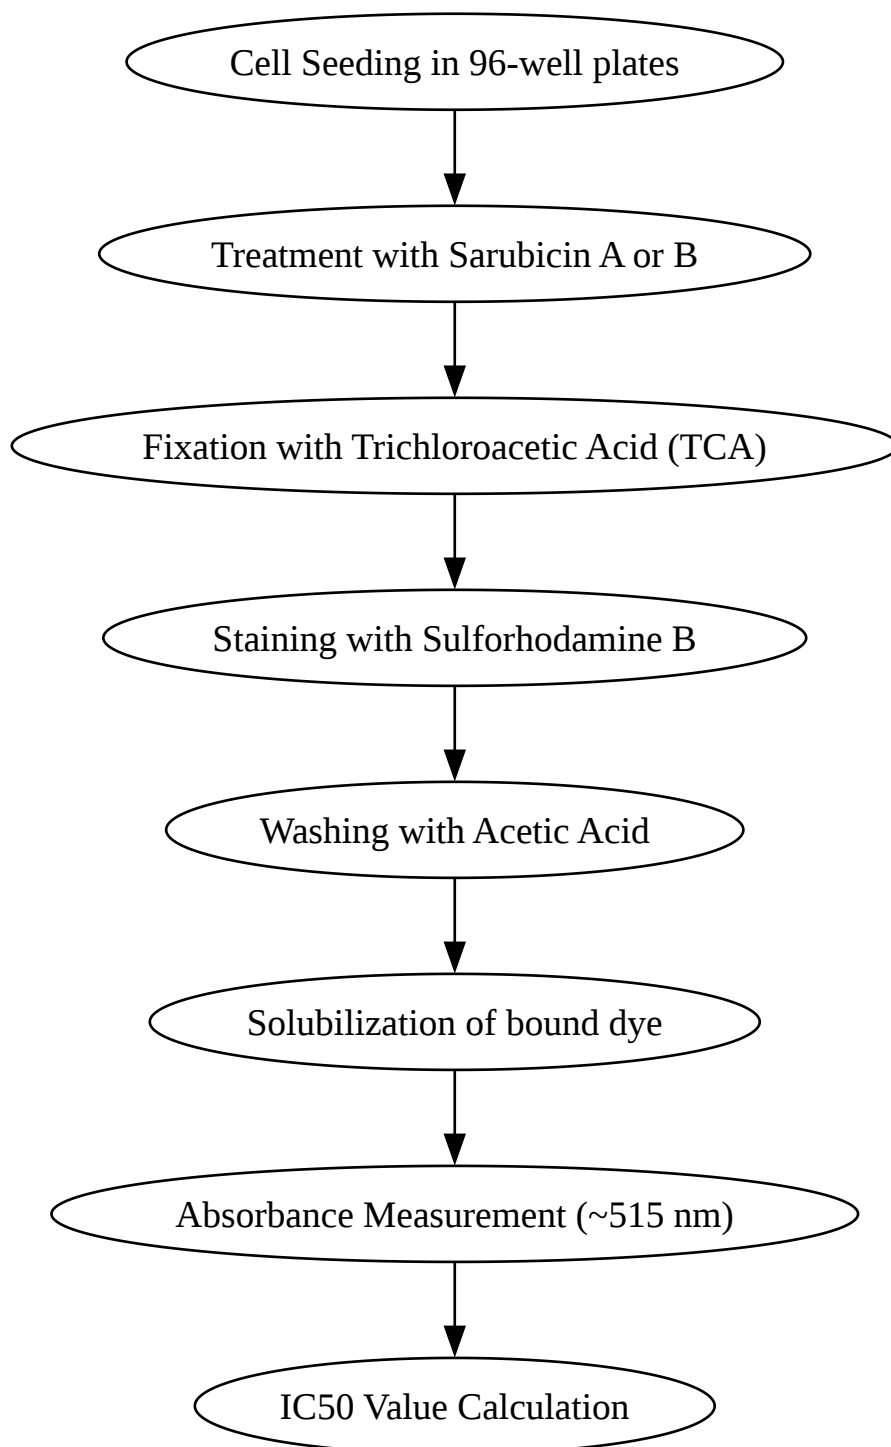 Cell Seeding in 96-well plates
Treatment with Sarubicin A or B
Fixation with Trichloroacetic Acid (TCA)
Staining with Sulforhodamine B
Washing with Acetic Acid
Solubilization of bound dye
Absorbance Measurement (~515 nm)
IC50 Value Calculation